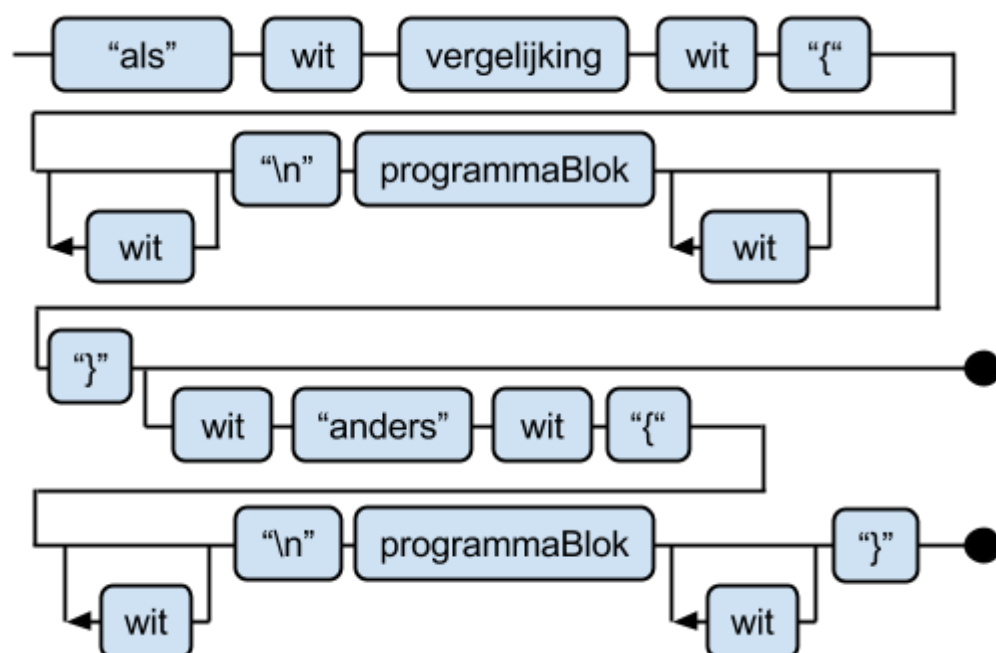 “als” wit vergelijking wit “{“
“\n” programmaBlok
wit wit
“}”
wit “anders” wit “{“
“\n” programmaBlok “}”
wit wit